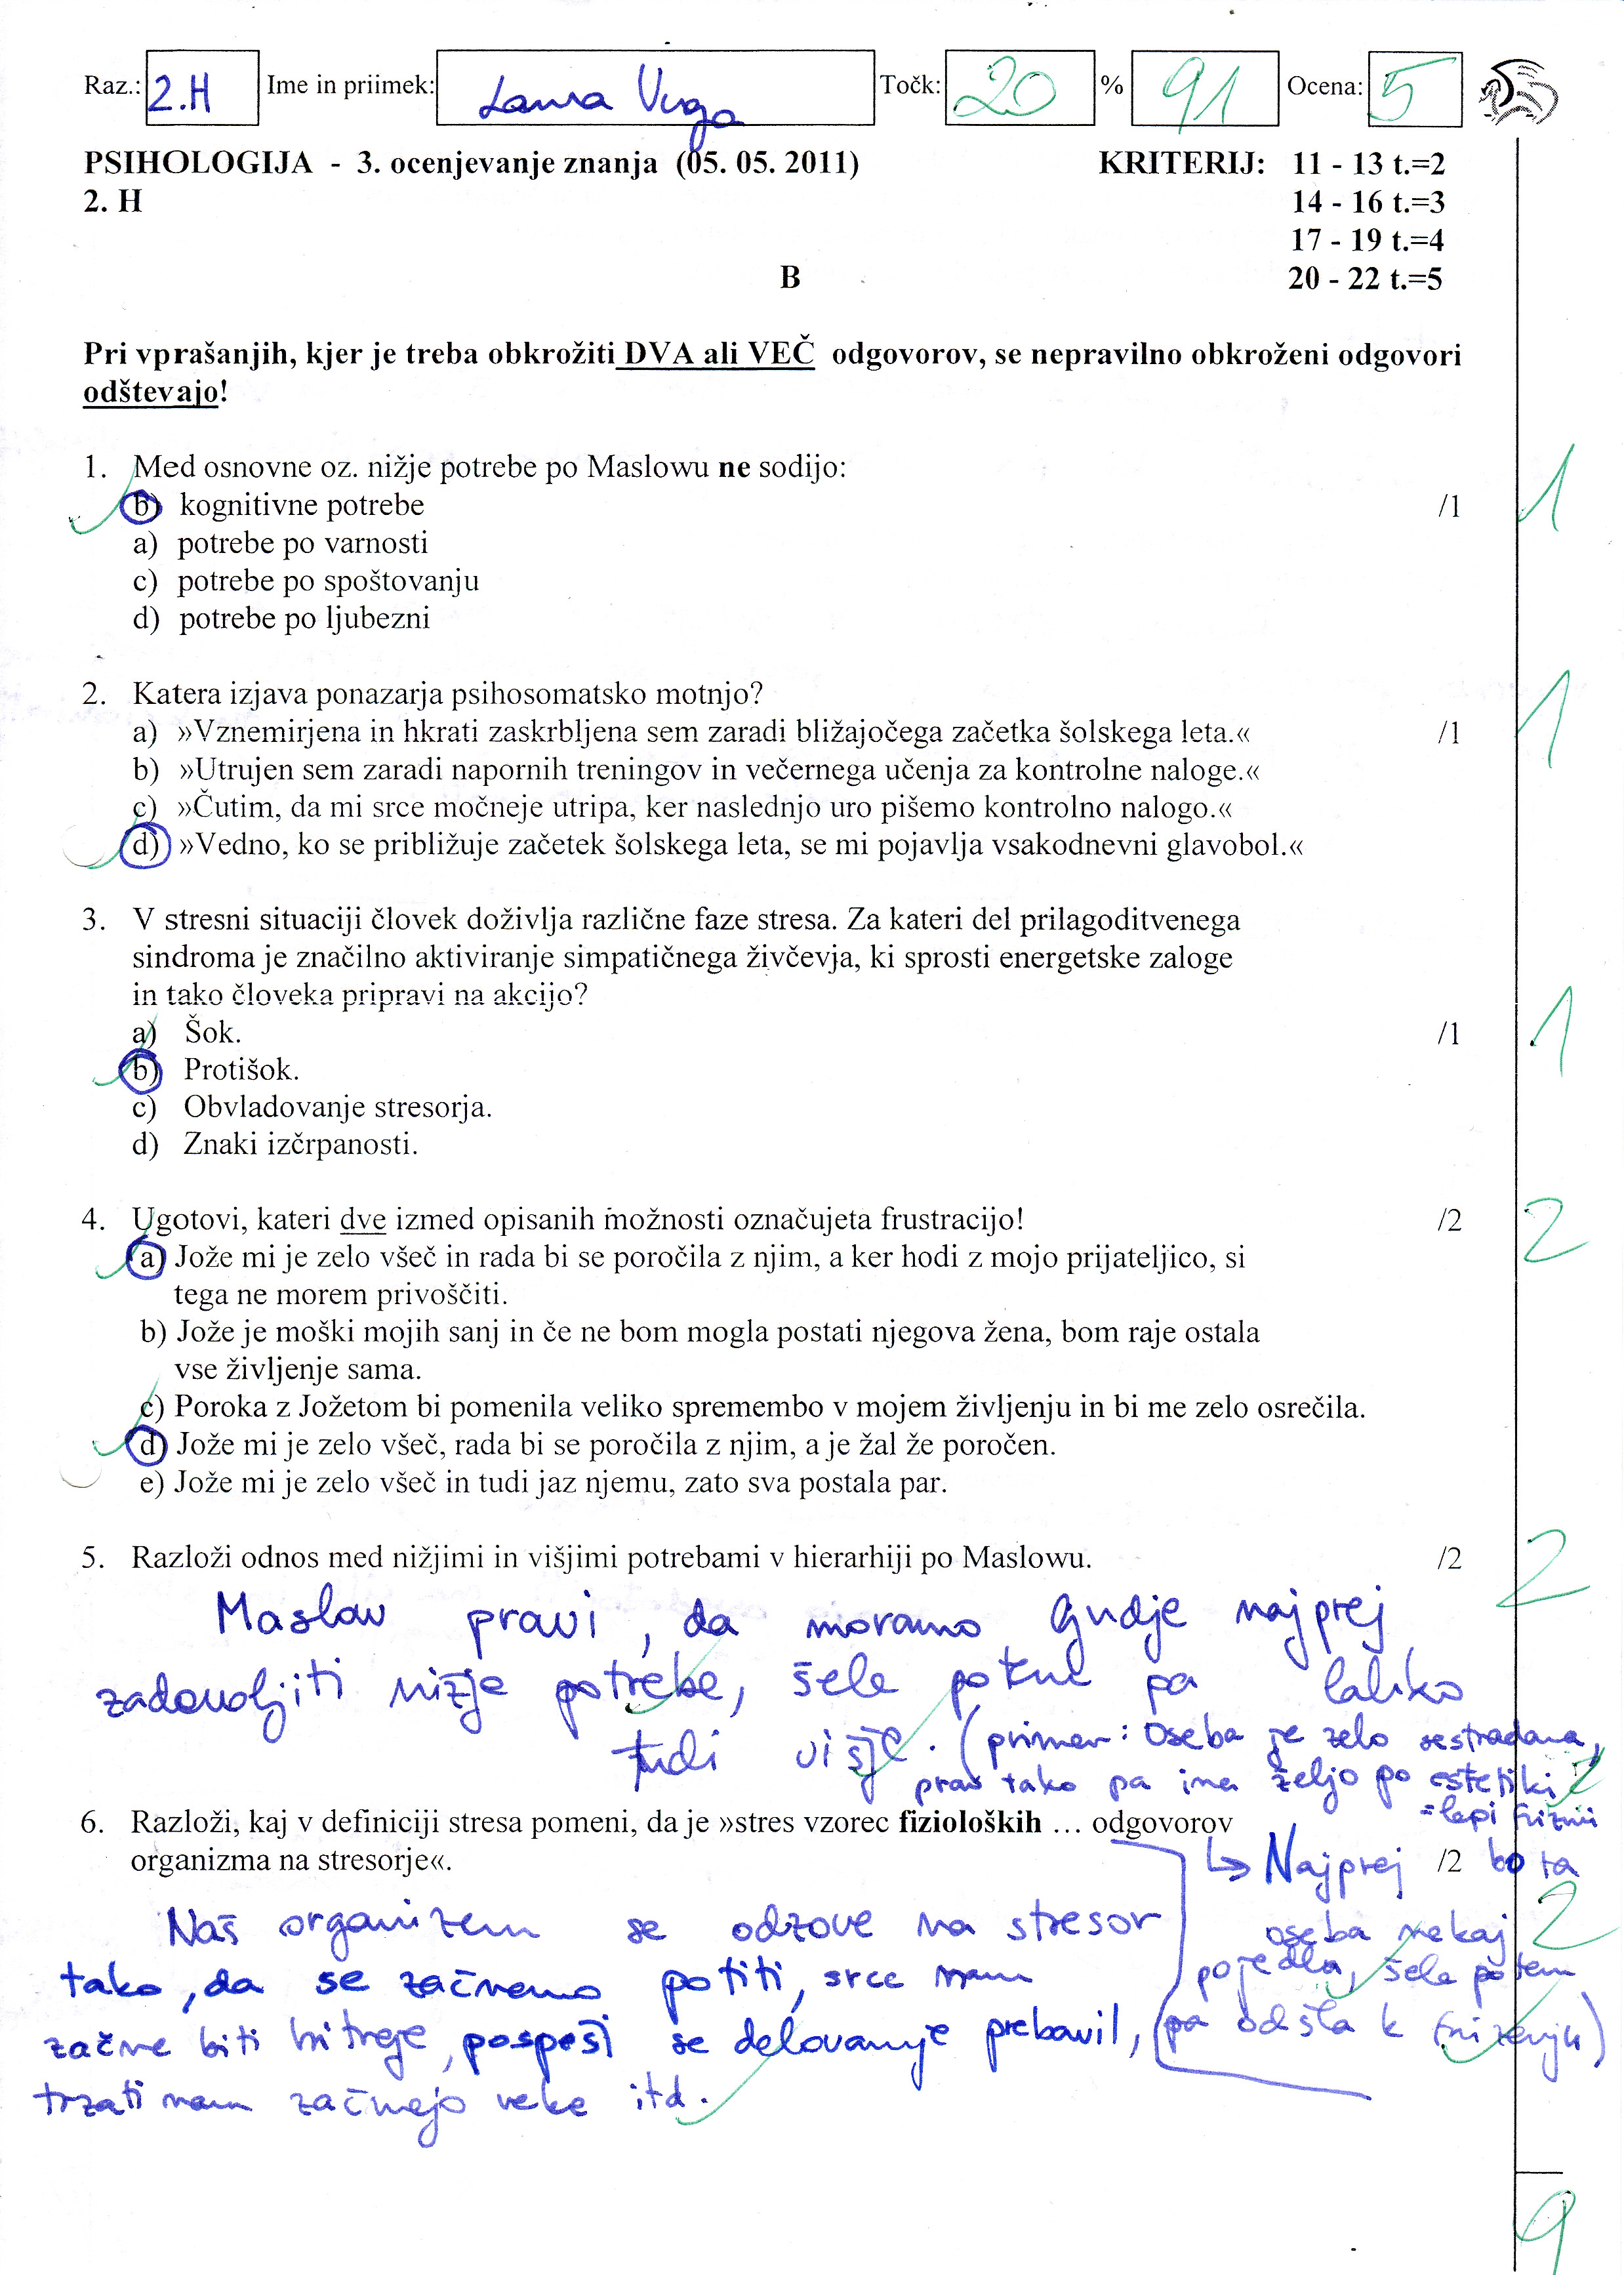 Raz.: 2.H Ime in priimek: Laura Vuga Točk: 20 % 91 Ocena: 5
PSIHOLOGIJA - 3. ocenjevanje znanja (05. 05. 2011) KRITERIJ: 11 - 13 t.=2
2. H 14 - 16 t.=3
17 - 19 t.=4
B 20 - 22 t.=5
Pri vprašanjih, kjer je treba obkrožiti DVA ali VEČ odgovorov, se nepravilno obkroženi odgovori
odštevajo!
1. Med osnovne oz. nižje potrebe po Maslowu ne sodijo:
b) kognitivne potrebe /1 1
a) potrebe po varnosti
c) potrebe po spoštovanju
d) potrebe po ljubezni
2. Katera izjava ponazarja psihosomatsko motnjo?
a) »Vznemirjena in hkrati zaskrbljena sem zaradi bližajočega začetka šolskega leta.« /1 1
b) »Utrujen sem zaradi napornih treningov in večernega učenja za kontrolne naloge.«
c) »Čutim, da mi srce močneje utripa, ker naslednjo uro pišemo kontrolno nalogo.«
d) »Vedno, ko se približuje začetek šolskega leta, se mi pojavlja vsakodnevni glavobol.«
3. V stresni situaciji človek doživlja različne faze stresa. Za kateri del prilagoditvenega
sindroma je značilno aktiviranje simpatičnega živčevja, ki sprosti energetske zaloge
in tako človeka pripravi na akcijo?
a) Šok. /1 1
b) Protišok.
c) Obvladovanje stresorja.
d) Znaki izčrpanosti.
4. Ugotovi, kateri dve izmed opisanih možnosti označujeta frustracijo! /2 2
a) Jože mi je zelo všeč in rada bi se poročila z njim, a ker hodi z mojo prijateljico, si
tega ne morem privoščiti.
b) Jože je moški mojih sanj in če ne bom mogla postati njegova žena, bom raje ostala
vse življenje sama.
c) Poroka z Jožetom bi pomenila veliko spremembo v mojem življenju in bi me zelo osrečila.
d) Jože mi je zelo všeč, rada bi se poročila z njim, a je žal že poročen.
e) Jože mi je zelo všeč in tudi jaz njemu, zato sva postala par.
5. Razloži odnos med nižjimi in višjimi potrebami v hierarhiji po Maslowu. /2 2
Maslow pravi, da moramo ljudje najprej
zadovoljiti nižje potrebe, šele potem pa lahko
tudi višje. (primer: Oseba je zelo sestradana,
prav tako pa ima željo po estetiki
= lepi frizuri
6. Razloži, kaj v definiciji stresa pomeni, da je »stres vzorec fizioloških … odgovorov
organizma na stresorje«. /2 2
↳ Najprej bo ta
oseba nekaj
pojedla, šele potem
pa odšla k frizerju)
Naš organizem se odzove na stresor
tako, da se začnemo potiti, srce nam
začne biti hitreje, pospeši se delovanje prebavil,
trzati nam začnejo veke itd.
9